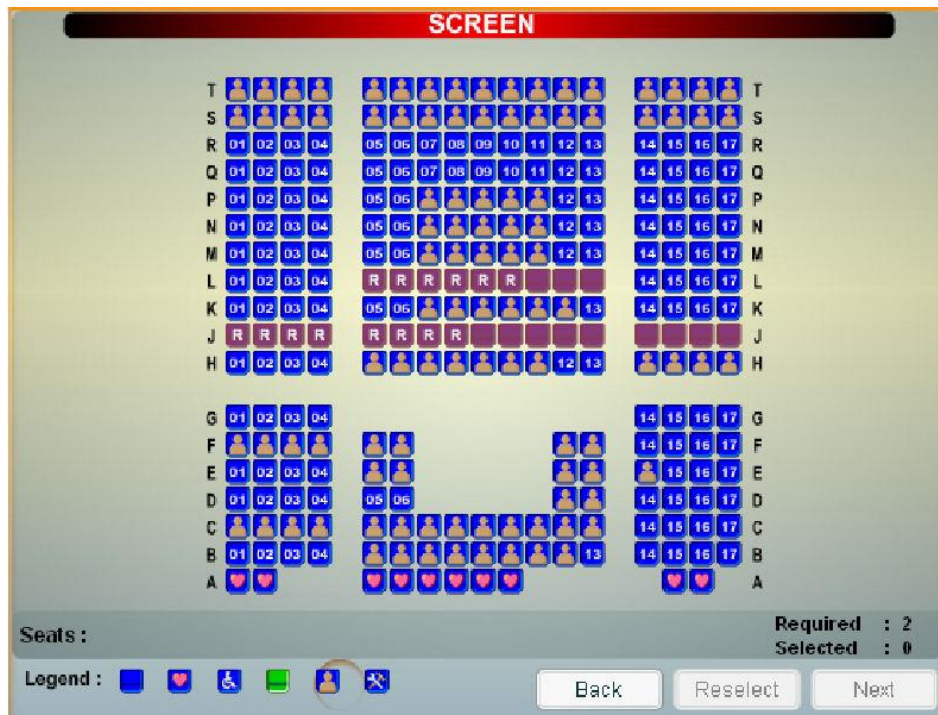 SCREEN
T T
S S
R 01 02 03 04 05 06 07 08 09 10 11 12 13 14 15 16 17 R
Q 01 02 03 04 05 06 07 08 09 10 11 12 13 14 15 16 17 Q
P 01 02 03 04 05 06 12 13 14 15 16 17 P
N 01 02 03 04 05 06 12 13 14 15 16 17 N
M 01 02 03 04 05 06 12 13 14 15 16 17 M
L 01 02 03 04 R R R R R R 14 15 16 17 L
K 01 02 03 04 05 06 13 14 15 16 17 K
J R R R R R R R R J
H 01 02 03 04 12 13 H
G 01 02 03 04 14 15 16 17 G
F 14 15 16 17 F
E 01 02 03 04 15 16 17 E
D 01 02 03 04 05 06 14 15 16 17 D
C 14 15 16 17 C
B 01 02 03 04 13 14 15 16 17 B
A A
Seats :
Required : 2
Selected : 0
Legend :
Back Reselect Next